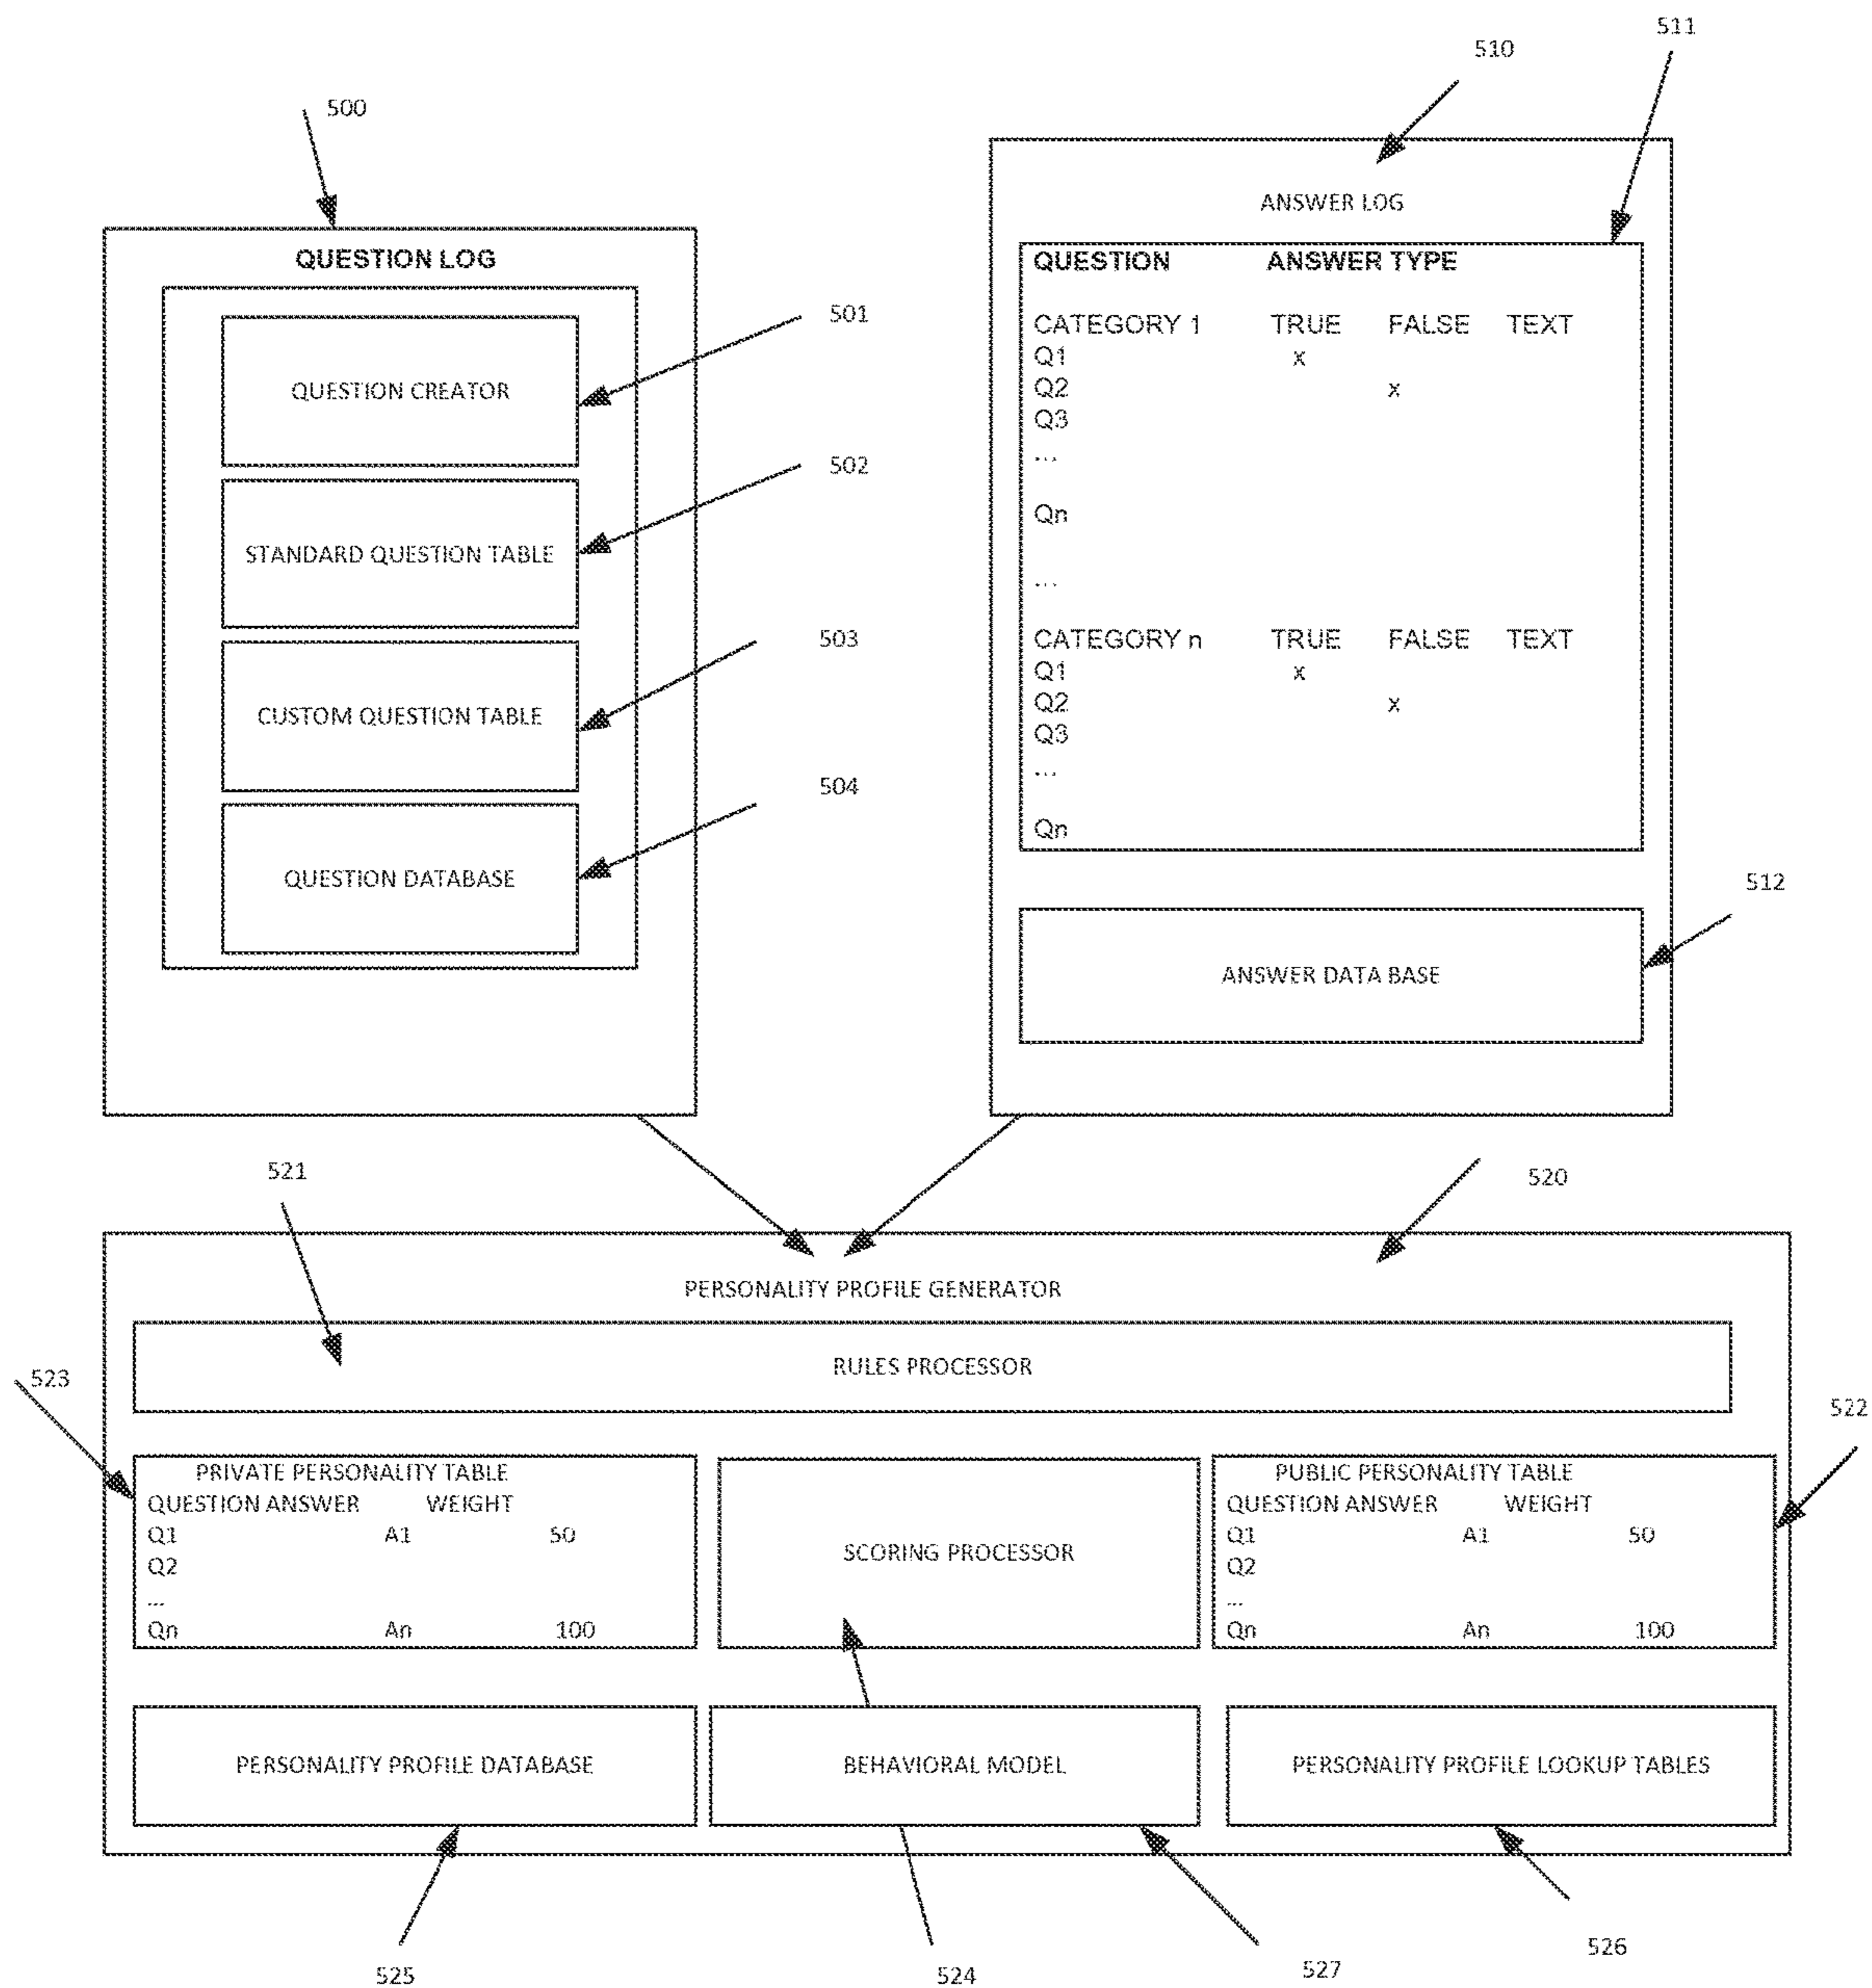 500
QUESTION LOG
QUESTION CREATOR
501
STANDARD QUESTION TABLE
502
CUSTOM QUESTION TABLE
503
QUESTION DATABASE
504
510
511
ANSWER LOG
QUESTION ANSWER TYPE
CATEGORY 1 TRUE FALSE TEXT
Q1 x
Q2 x
Q3
...
Qn
...
CATEGORY n TRUE FALSE TEXT
Q1 x
Q2 x
Q3
...
Qn
512
ANSWER DATA BASE
521
520
PERSONALITY PROFILE GENERATOR
RULES PROCESSOR
523
PRIVATE PERSONALITY TABLE
QUESTION ANSWER WEIGHT
Q1 A1 50
Q2
...
Qn An 100
SCORING PROCESSOR
522
PUBLIC PERSONALITY TABLE
QUESTION ANSWER WEIGHT
Q1 A1 50
Q2
...
Qn An 100
PERSONALITY PROFILE DATABASE
BEHAVIORAL MODEL
PERSONALITY PROFILE LOOKUP TABLES
525
524
527
526